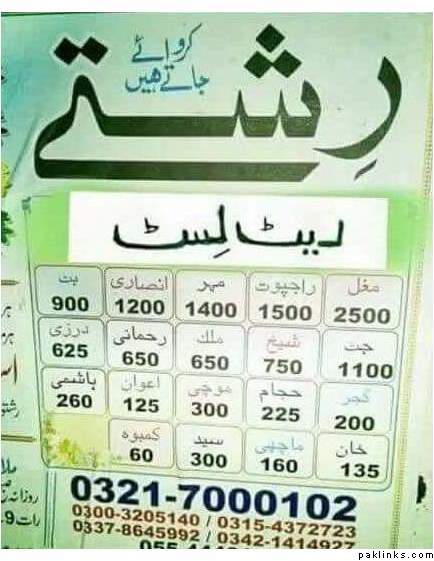 رشتے
کروائے
جاتے ہیں
ریٹ لسٹ
مغل راجپوت مہر انصاری بٹ
2500 1500 1400 1200 900
جٹ شیخ ملک رحمانی درزی
1100 750 650 650 625
گجر حجام موچی اعوان ہاشمی
200 225 300 125 260
خان ماچھی سید کمبوہ
135 160 300 60
0321-7000102
0300-3205140 / 0315-4372723
0337-8645992 / 0342-1414927
paklinks.com